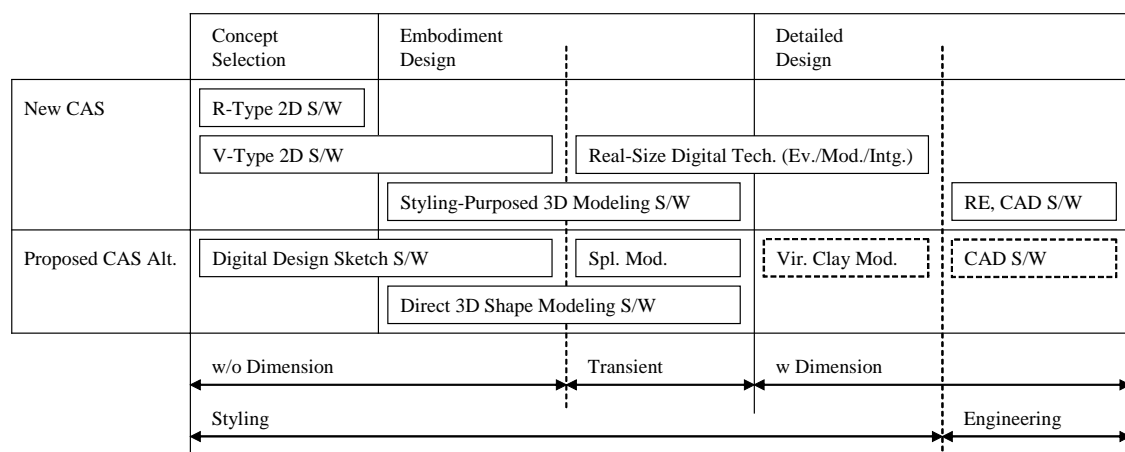 Concept
Selection
Embodiment
Design
Detailed
Design
New CAS
R-Type 2D S/W
V-Type 2D S/W
Real-Size Digital Tech. (Ev./Mod./Intg.)
Styling-Purposed 3D Modeling S/W
RE, CAD S/W
Proposed CAS Alt.
Digital Design Sketch S/W
Spl. Mod.
Vir. Clay Mod.
CAD S/W
Direct 3D Shape Modeling S/W
w/o Dimension
Transient
w Dimension
Styling
Engineering